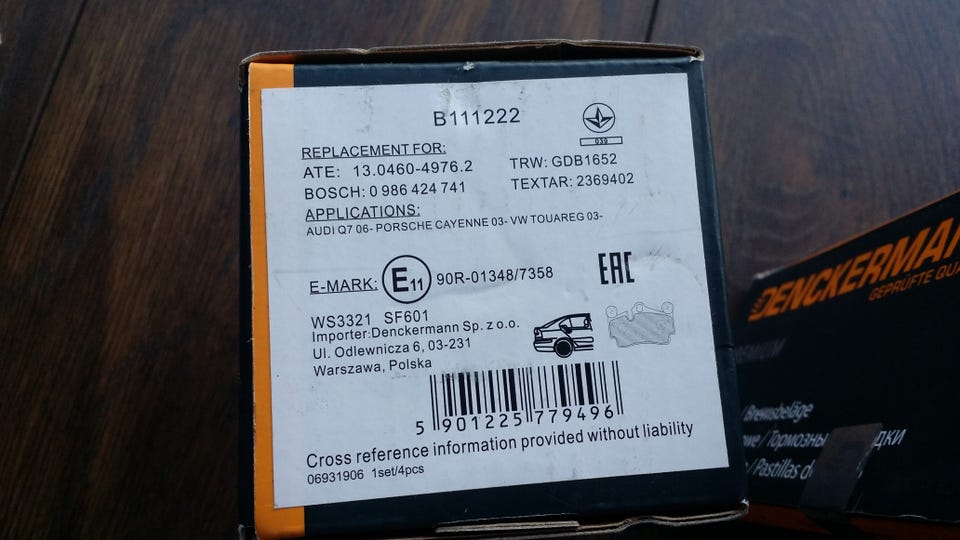 B111222
039
REPLACEMENT FOR:
ATE: 13.0460-4976.2 TRW: GDB1652
BOSCH: 0 986 424 741 TEXTAR: 2369402
APPLICATIONS:
AUDI Q7 06- PORSCHE CAYENNE 03- VW TOUAREG 03-
E-MARK: E11 90R-01348/7358 EAC
WS3321 SF601
Importer:Denckermann Sp. z o.o.
Ul. Odlewnicza 6, 03-231
Warszawa, Polska
5 901225 779496
Cross reference information provided without liability
06931906 1set/4pcs
DENCKERMAN
GEPRÜFTE QUA
/ Bremsbeläge
/ Тормозны дки
/ Pastillas d